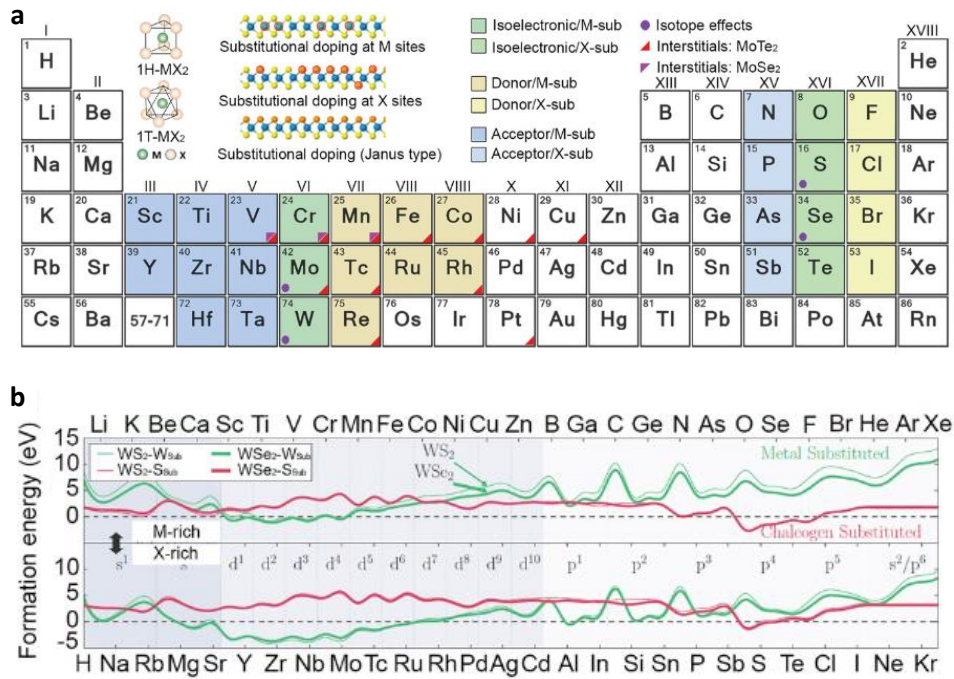 a
I
XVIII
1
H
1H-MX2
Substitutional doping at M sites
Isoelectronic/M-sub
Isoelectronic/X-sub
Isotope effects
Interstitials: MoTe2
Interstitials: MoSe2
2
He
II
XIII XIV XV XVI XVII
3 4 5 6 7 8 9 10
Li Be B C N O F Ne
1T-MX2
M X
Substitutional doping at X sites
Substitutional doping (Janus type)
Donor/M-sub
Donor/X-sub
Acceptor/M-sub
Acceptor/X-sub
11 12 13 14 15 16 17 18
Na Mg Al Si P S Cl Ar
III IV V VI VII VIII VIIII X XI XII
19 20 21 22 23 24 25 26 27 28 29 30 31 32 33 34 35 36
K Ca Sc Ti V Cr Mn Fe Co Ni Cu Zn Ga Ge As Se Br Kr
37 38 39 40 41 42 43 44 45 46 47 48 49 50 51 52 53 54
Rb Sr Y Zr Nb Mo Tc Ru Rh Pd Ag Cd In Sn Sb Te I Xe
55 56 57-71 72 73 74 75 76 77 78 79 80 81 82 83 84 85 86
Cs Ba Hf Ta W Re Os Ir Pt Au Hg Tl Pb Bi Po At Rn
b
Li K Be Ca Sc Ti V Cr Mn Fe Co Ni Cu Zn B Ga C Ge N As O Se F Br He Ar Xe
Formation energy (eV)
15
10
5
0
WS2-WSub
WSe2-WSub
WS2-SSub
WSe2-SSub
WS2
WSe2
Metal Substituted
Chalcogen Substituted
M-rich
X-rich
s1 s d1 d2 d3 d4 d5 d6 d7 d8 d9 d10 p1 p2 p3 p4 p5 s2/p6
10
5
0
-5
H Na Rb Mg Sr Y Zr Nb Mo Tc Ru Rh Pd Ag Cd Al In Si Sn P Sb S Te Cl I Ne Kr